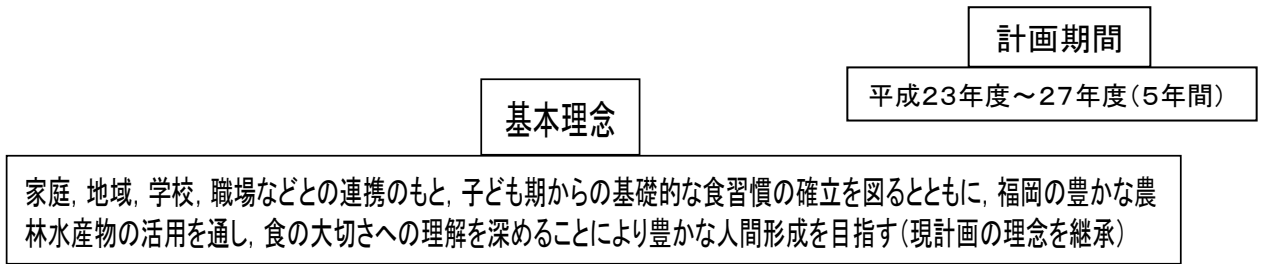 計画期間
平成23年度～27年度(5年間)
基本理念
家庭, 地域, 学校, 職場などとの連携のもと, 子ども期からの基礎的な食習慣の確立を図るとともに, 福岡の豊かな農
林水産物の活用を通し, 食の大切さへの理解を深めることにより豊かな人間形成を目指す(現計画の理念を継承)